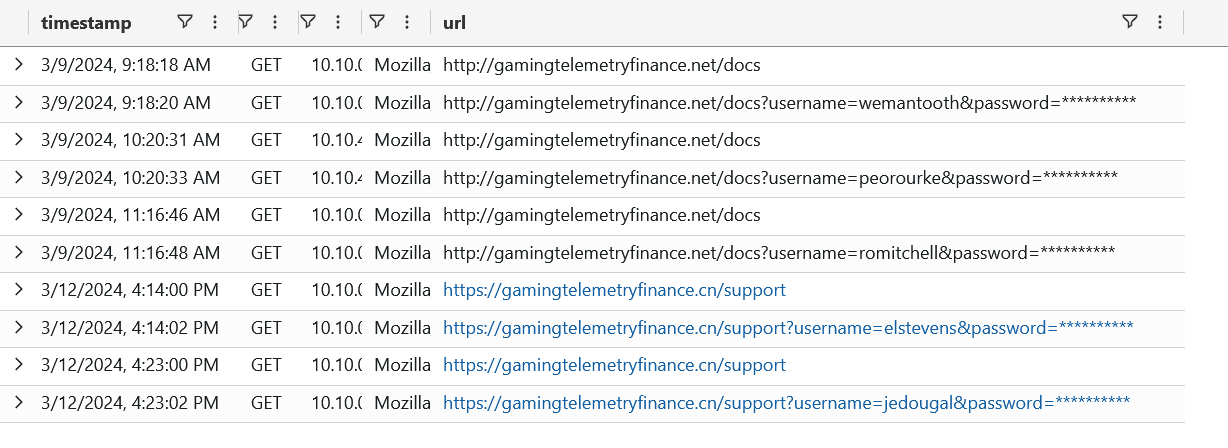 timestamp url
3/9/2024, 9:18:18 AM GET 10.10.0 Mozilla http://gamingtelemetryfinance.net/docs
3/9/2024, 9:18:20 AM GET 10.10.0 Mozilla http://gamingtelemetryfinance.net/docs?username=wemantooth&password=**********
3/9/2024, 10:20:31 AM GET 10.10.4 Mozilla http://gamingtelemetryfinance.net/docs
3/9/2024, 10:20:33 AM GET 10.10.4 Mozilla http://gamingtelemetryfinance.net/docs?username=peorourke&password=**********
3/9/2024, 11:16:46 AM GET 10.10.0 Mozilla http://gamingtelemetryfinance.net/docs
3/9/2024, 11:16:48 AM GET 10.10.0 Mozilla http://gamingtelemetryfinance.net/docs?username=romitchell&password=**********
3/12/2024, 4:14:00 PM GET 10.10.0 Mozilla https://gamingtelemetryfinance.cn/support
3/12/2024, 4:14:02 PM GET 10.10.0 Mozilla https://gamingtelemetryfinance.cn/support?username=elstevens&password=**********
3/12/2024, 4:23:00 PM GET 10.10.0 Mozilla https://gamingtelemetryfinance.cn/support
3/12/2024, 4:23:02 PM GET 10.10.0 Mozilla https://gamingtelemetryfinance.cn/support?username=jedougal&password=**********